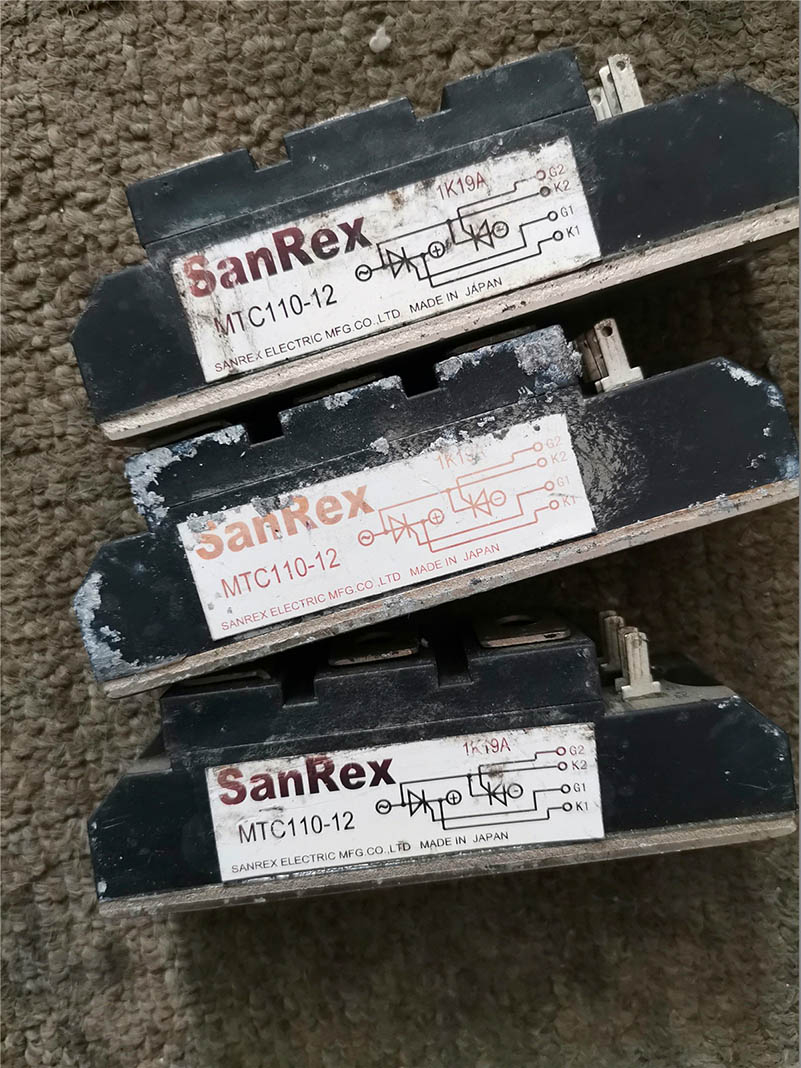 1K19A
SanRex
G2
K2
G1
K1
MTC110-12
SANREX ELECTRIC MFG.CO.,LTD MADE IN JAPAN
1K19A
SanRex
G2
K2
G1
K1
MTC110-12
SANREX ELECTRIC MFG.CO.,LTD MADE IN JAPAN
1K19A
SanRex
G2
K2
G1
K1
MTC110-12
SANREX ELECTRIC MFG.CO.,LTD MADE IN JAPAN